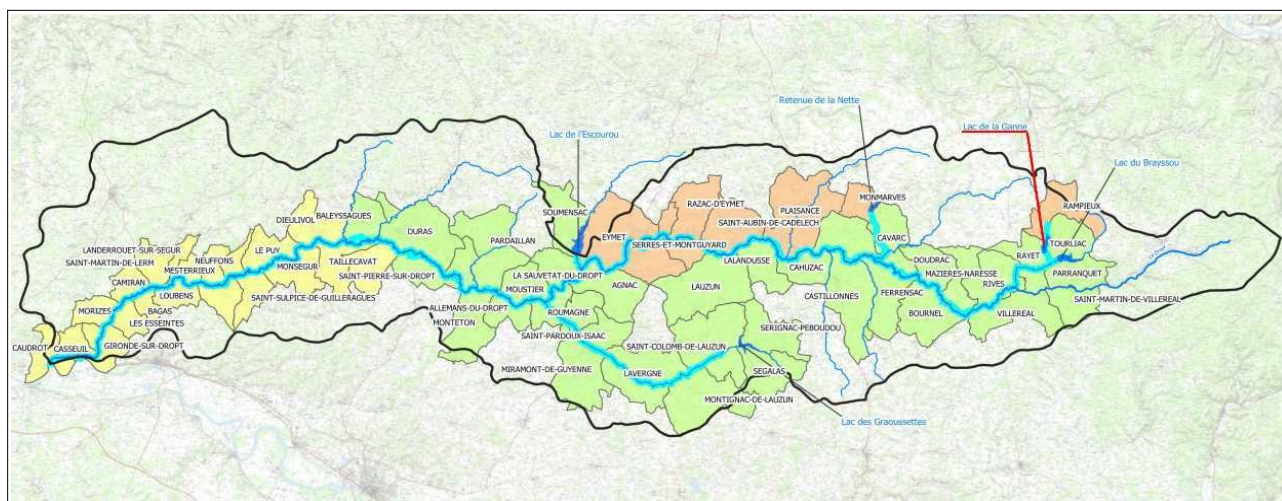 Retenue de la Nette
Lac de la Ganne
Lac de l'Escourou
Lac du Brayssou
SOUMENSAC
MONMARVES
RAMPIEUX
RAZAC-D'EYMET
PLAISANCE
DIEULIVOL
BALEYSSAGUES
SAINT-AUBIN-DE-CADELECH
DURAS
EYMET
CAVARC
TOURLIAC
LANDERROUET-SUR-SEGUR
NEUFFONS
LE PUY
PARDAILLAN
SERRES-ET-MONTGUYARD
RAYET
SAINT-MARTIN-DE-LERM
MESTERRIEUX
MONSEGUR
TAILLECAVAT
LALANDUSSE
CAHUZAC
DOUDRAC
PARRANQUET
SAINT-PIERRE-SUR-DROPT
LA SAUVETAT-DU-DROPT
MAZIERES-NARESSE
CAMIRAN
AGNAC
LAUZUN
CASTILLONNES
RIVES
LOUBENS
SAINT-SULPICE-DE-GUILLERAGUES
MOUSTIER
FERRENSAC
SAINT-MARTIN-DE-VILLEREAL
MORIZES
BAGAS
ALLEMANS-DU-DROPT
ROUMAGNE
BOURNEL
VILLEREAL
LES ESSEINTES
MONTETON
SERIGNAC-PEBOUDOU
SAINT-PARDOUX-ISAAC
CAUDROT
CASSEUIL
GIRONDE-SUR-DROPT
SAINT-COLOMB-DE-LAUZUN
MIRAMONT-DE-GUYENNE
LAVERGNE
SEGALAS
MONTIGNAC-DE-LAUZUN
Lac des Graoussettes